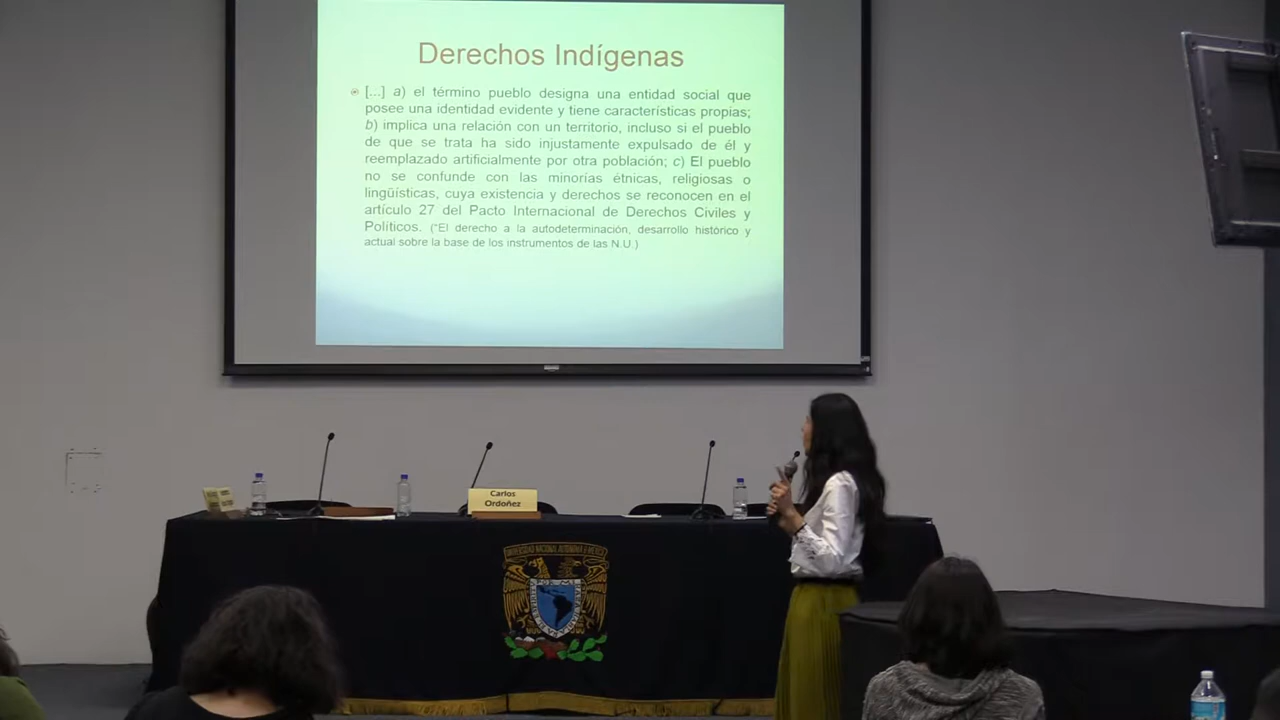 Derechos Indígenas
[...] a) el término pueblo designa una entidad social que
posee una identidad evidente y tiene características propias;
b) implica una relación con un territorio, incluso si el pueblo
de que se trata ha sido injustamente expulsado de él y
reemplazado artificialmente por otra población; c) El pueblo
no se confunde con las minorías étnicas, religiosas o
lingüísticas, cuya existencia y derechos se reconocen en el
artículo 27 del Pacto Internacional de Derechos Civiles y
Políticos. ("El derecho a la autodeterminación, desarrollo histórico y
actual sobre la base de los instrumentos de las N.U.)
Carlos
Ordoñez